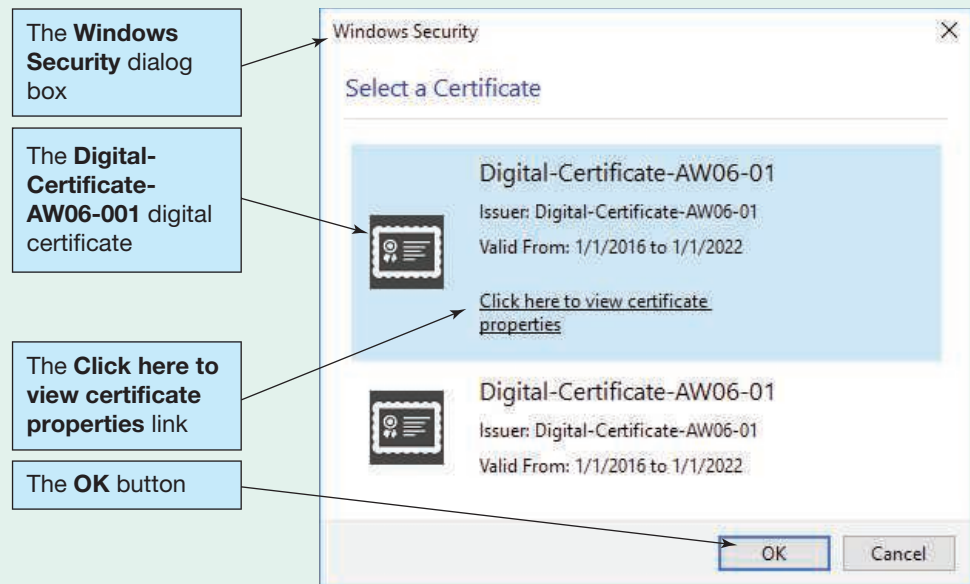 The Windows
Security dialog
box
The Digital-
Certificate-
AW06-001 digital
certificate
The Click here to
view certificate
properties link
The OK button
Windows Security
Select a Certificate
Digital-Certificate-AW06-01
Issuer: Digital-Certificate-AW06-01
Valid From: 1/1/2016 to 1/1/2022
Click here to view certificate
properties
Digital-Certificate-AW06-01
Issuer: Digital-Certificate-AW06-01
Valid From: 1/1/2016 to 1/1/2022
OK
Cancel